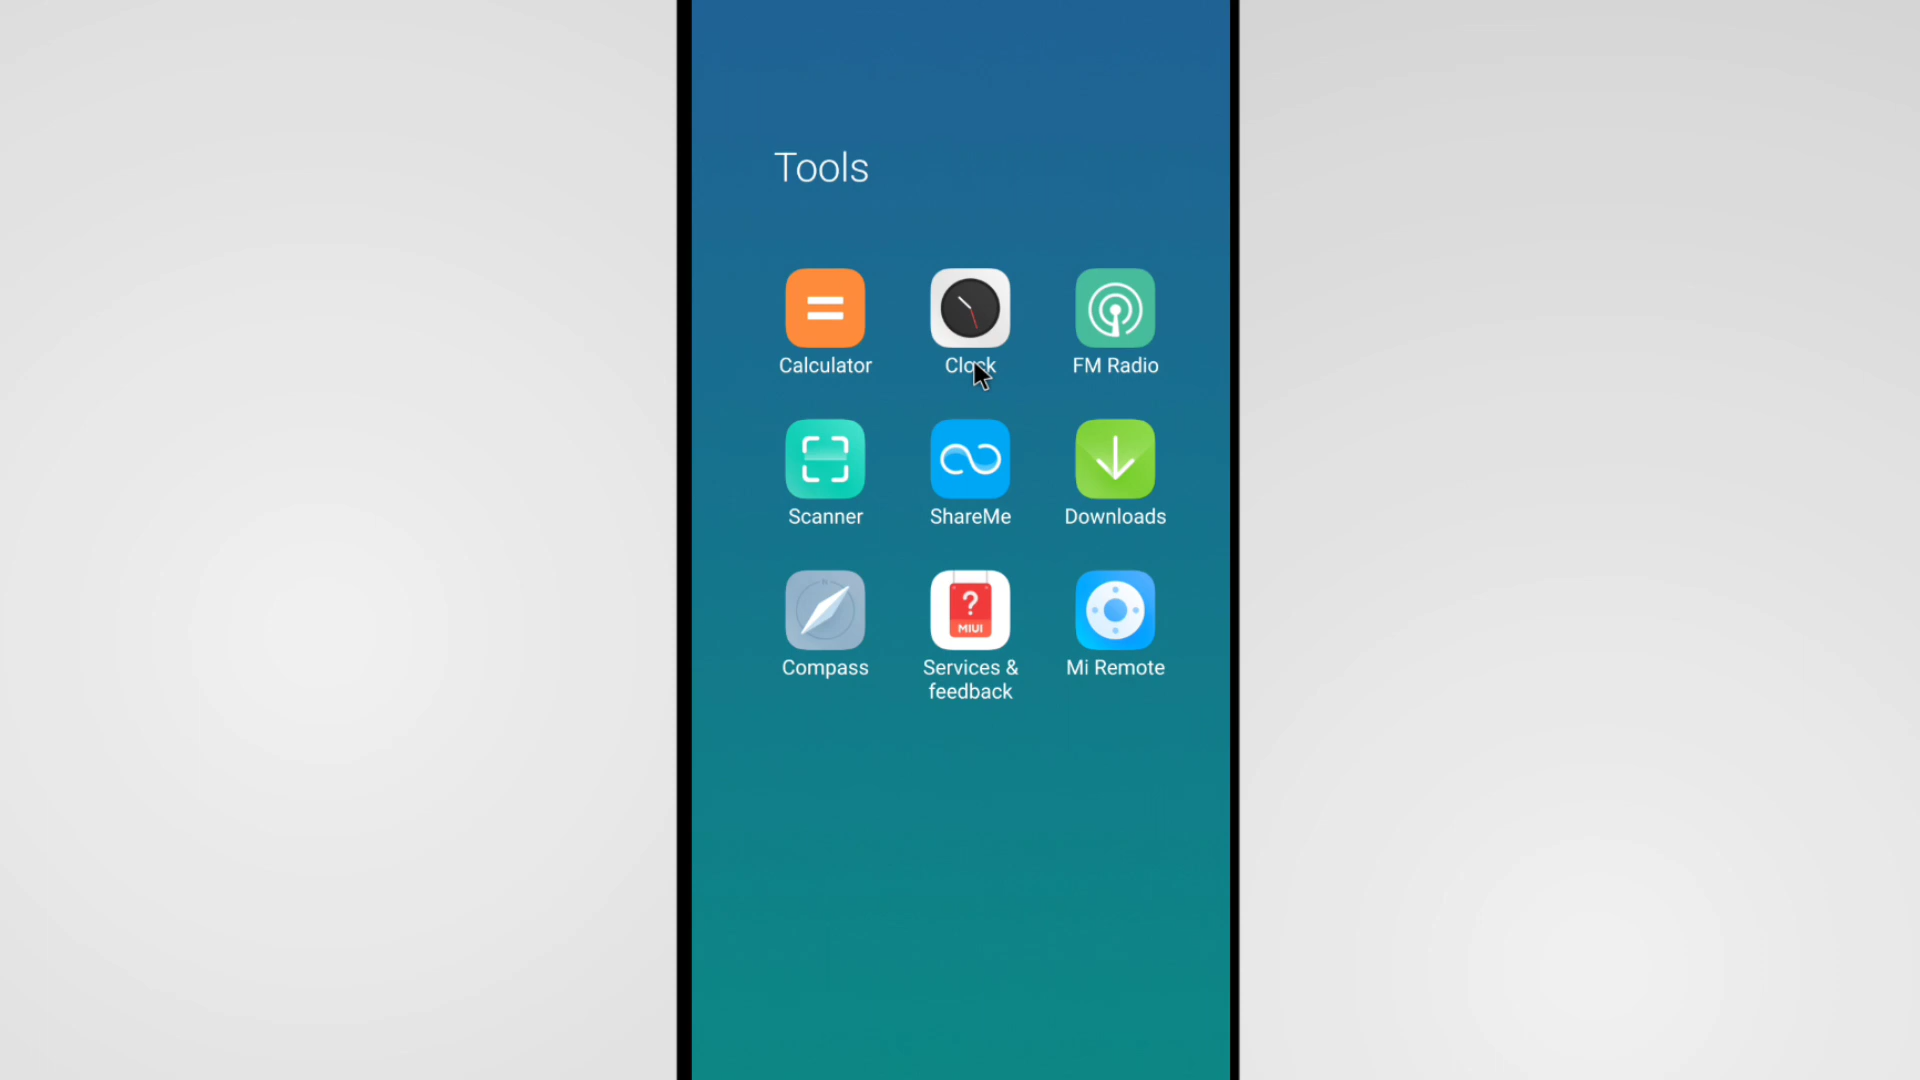 Tools
Calculator
Clock
FM Radio
Scanner
ShareMe
Downloads
?
MIUI
Compass
Services &
feedback
Mi Remote